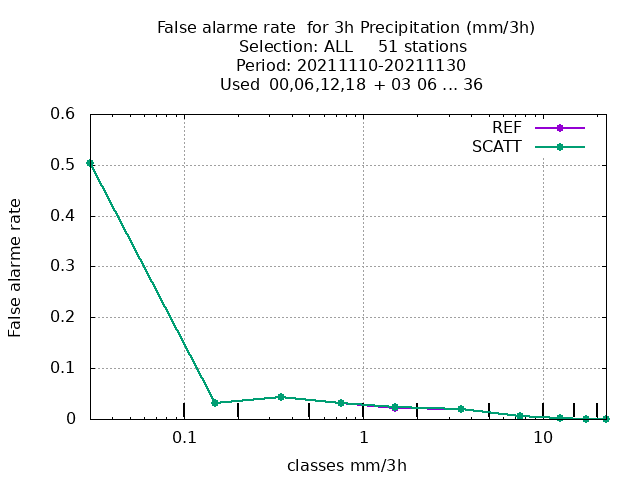 False alarme rate  for 3h Precipitation (mm/3h)
Selection: ALL     51 stations
Period: 20211110-20211130
Used  00,06,12,18  + 03 06 ... 36
REF
SCATT
0.6
0.5
0.4
0.3
0.2
0.1
0
False alarme rate
0.1
1
10
classes mm/3h